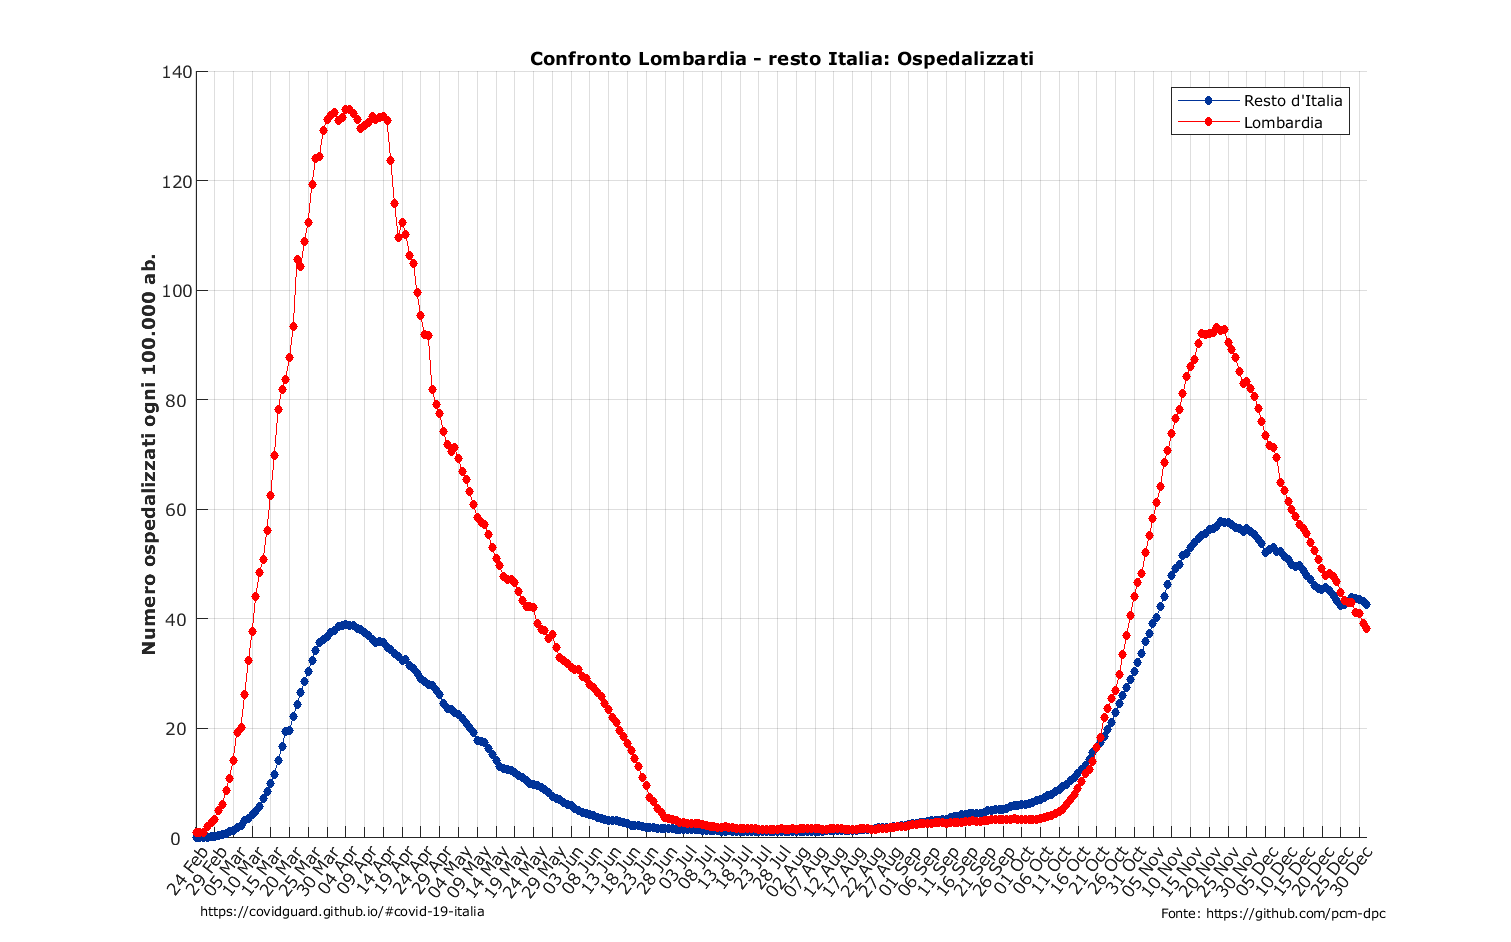 Confronto Lombardia - resto Italia: Ospedalizzati
Resto d'Italia
Lombardia
Numero ospedalizzati ogni 100.000 ab.
140
120
100
80
60
40
20
0
24 Feb
29 Feb
05 Mar
10 Mar
15 Mar
20 Mar
25 Mar
30 Mar
04 Apr
09 Apr
14 Apr
19 Apr
24 Apr
29 Apr
04 May
09 May
14 May
19 May
24 May
29 May
03 Jun
08 Jun
13 Jun
18 Jun
23 Jun
28 Jun
03 Jul
08 Jul
13 Jul
18 Jul
23 Jul
28 Jul
02 Aug
07 Aug
12 Aug
17 Aug
22 Aug
27 Aug
01 Sep
06 Sep
11 Sep
16 Sep
21 Sep
26 Sep
01 Oct
06 Oct
11 Oct
16 Oct
21 Oct
26 Oct
31 Oct
05 Nov
10 Nov
15 Nov
20 Nov
25 Nov
30 Nov
05 Dec
10 Dec
15 Dec
20 Dec
25 Dec
30 Dec
https://covidguard.github.io/#covid-19-italia
Fonte: https://github.com/pcm-dpc